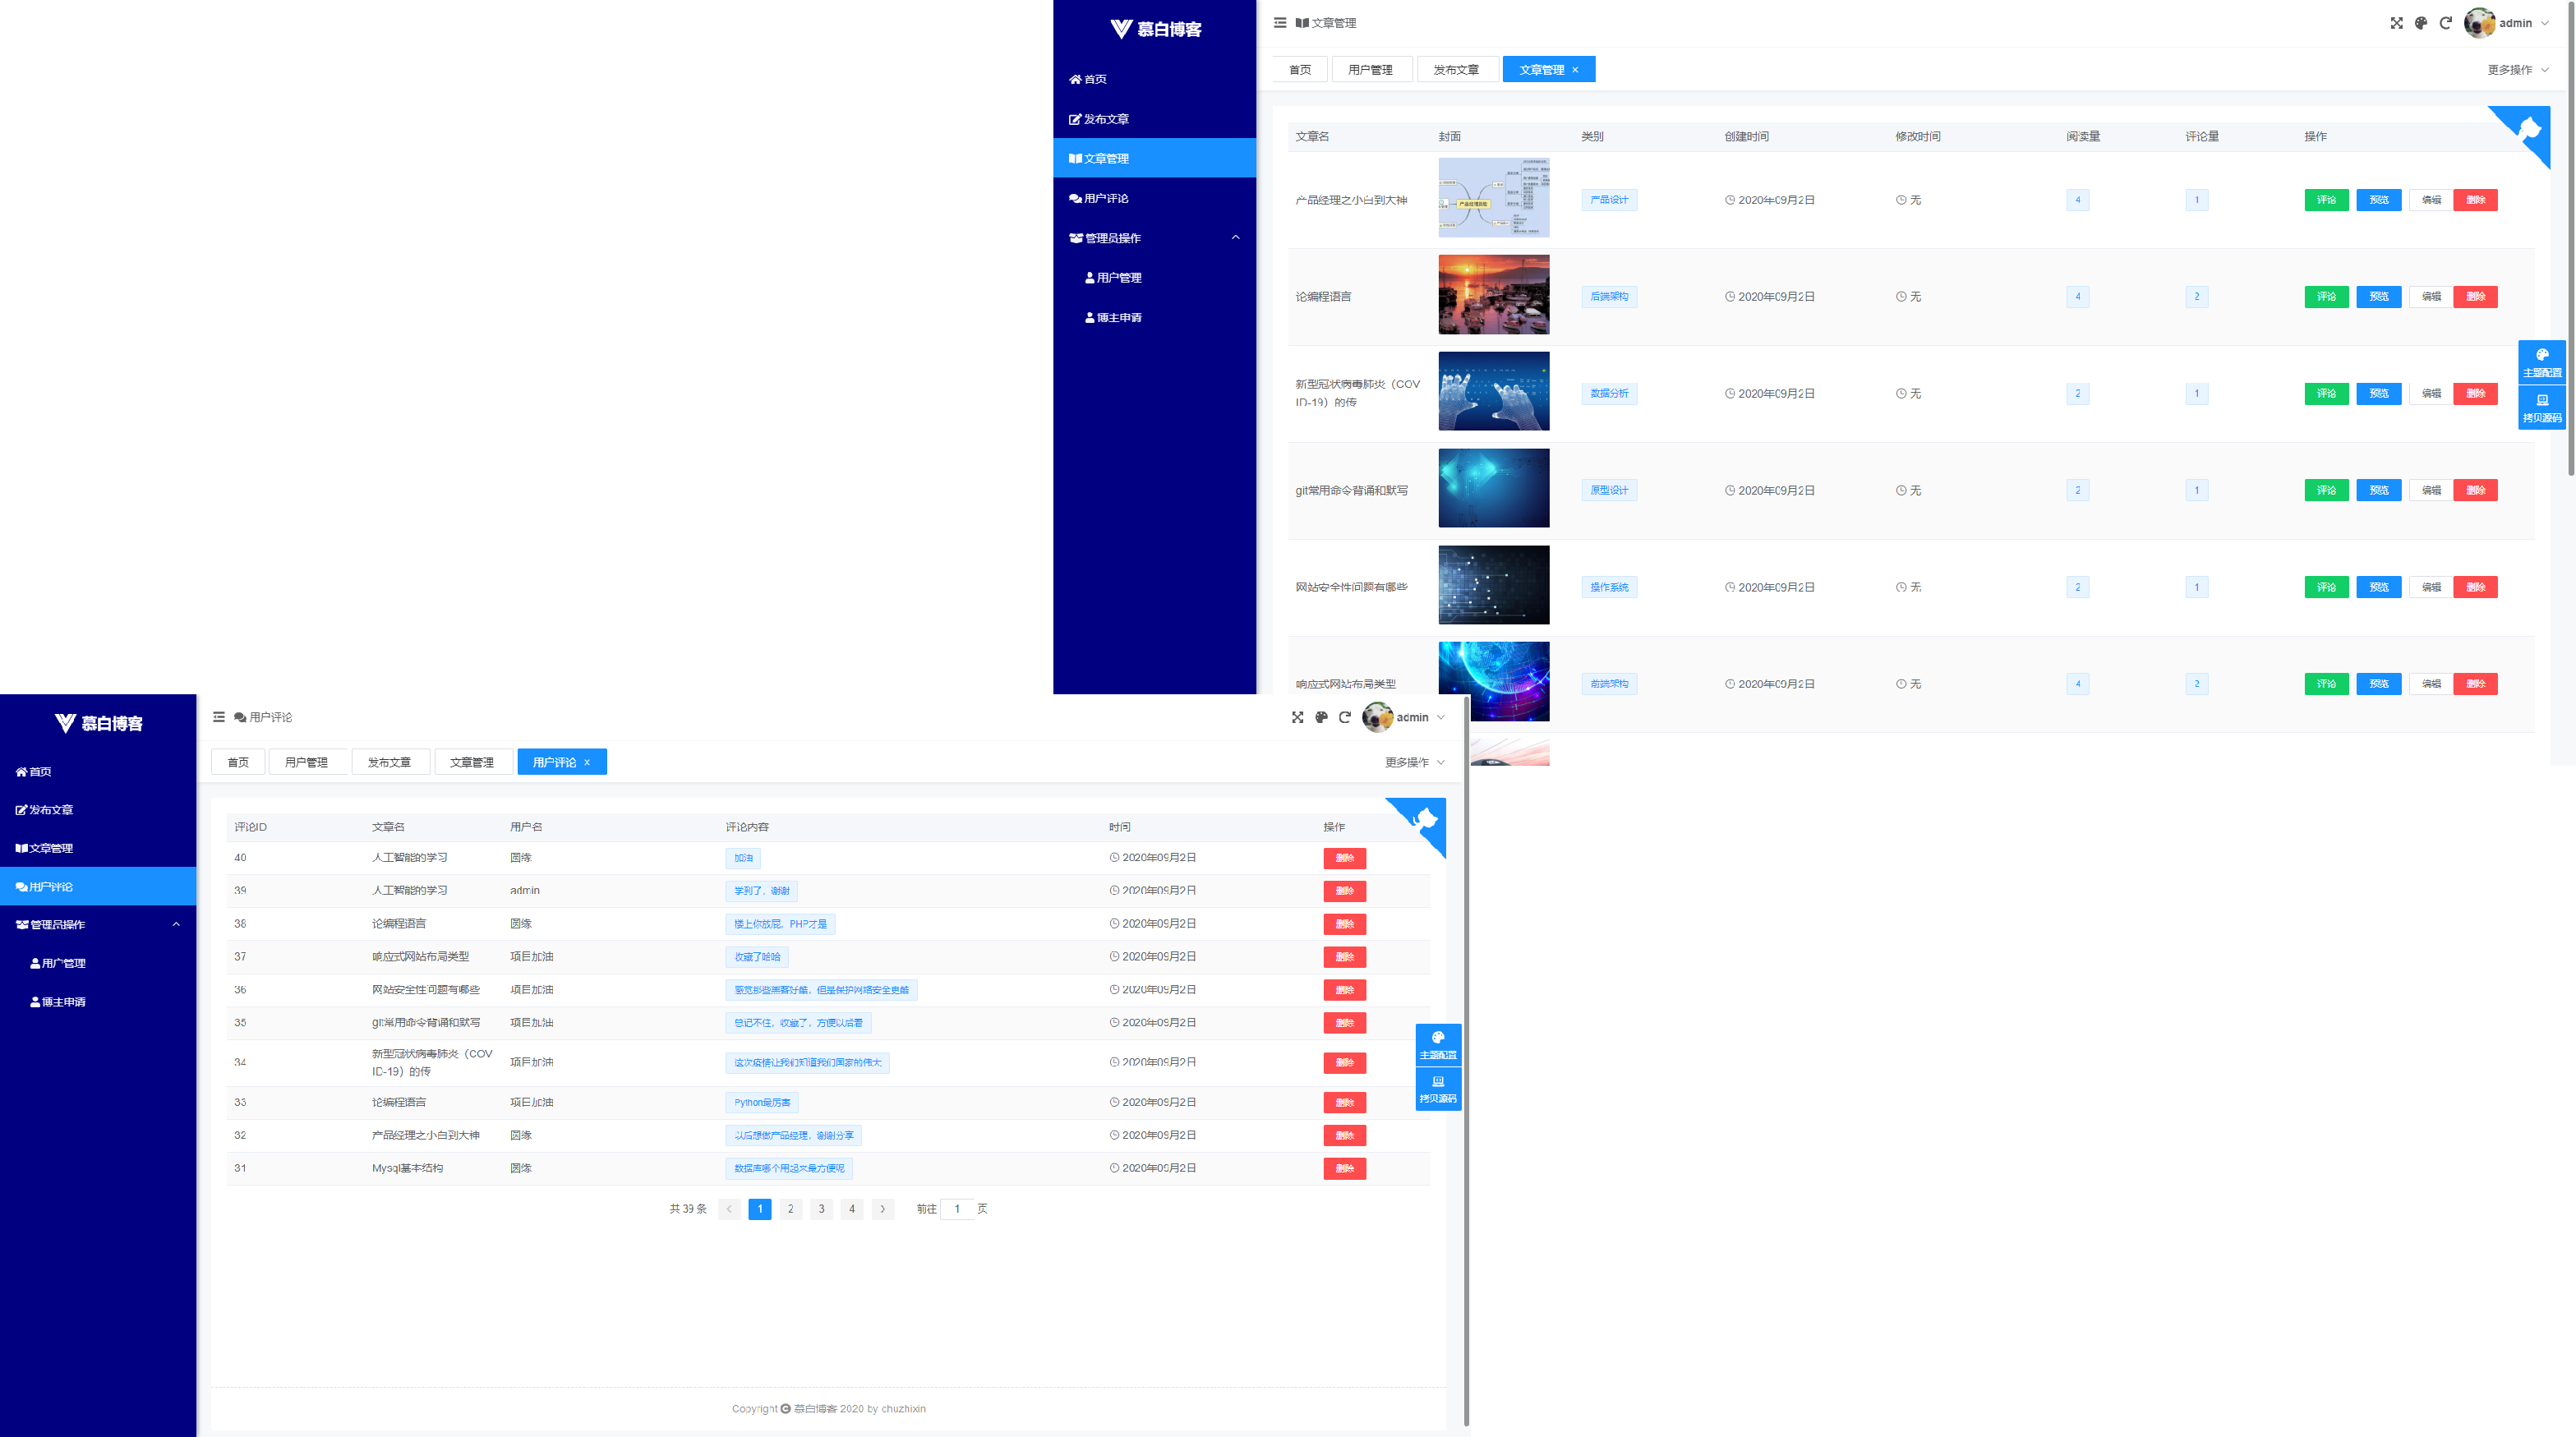 慕白博客
首页
发布文章
文章管理
用户评论
管理员操作
用户管理
博主申请
文章管理
admin
首页 用户管理 发布文章 文章管理 ×
更多操作
文章名 封面 类别 创建时间 修改时间 阅读量 评论量 操作
产品经理之小白到大神 产品设计 2020年09月2日 无 4 1 评论 预览 编辑 删除
论编程语言 后端架构 2020年09月2日 无 4 2 评论 预览 编辑 删除
新型冠状病毒肺炎（COV
ID-19）的传 数据分析 2020年09月2日 无 2 1 评论 预览 编辑 删除
git常用命令背诵和默写 原型设计 2020年09月2日 无 2 1 评论 预览 编辑 删除
网站安全性问题有哪些 操作系统 2020年09月2日 无 2 1 评论 预览 编辑 删除
响应式网站布局类型 前端架构 2020年09月2日 无 4 2 评论 预览 编辑 删除
主题配置
拷贝源码
慕白博客
首页
发布文章
文章管理
用户评论
管理员操作
用户管理
博主申请
用户评论
admin
首页 用户管理 发布文章 文章管理 用户评论 ×
更多操作
评论ID 文章名 用户名 评论内容 时间 操作
40 人工智能的学习 圆缘 加油 2020年09月2日 删除
39 人工智能的学习 admin 学到了，谢谢 2020年09月2日 删除
38 论编程语言 圆缘 楼上你放屁，PHP才是 2020年09月2日 删除
37 响应式网站布局类型 项目加油 收藏了哈哈 2020年09月2日 删除
36 网站安全性问题有哪些 项目加油 感觉那些黑客好酷，但是保护网络安全更酷 2020年09月2日 删除
35 git常用命令背诵和默写 项目加油 总记不住，收藏了，方便以后看 2020年09月2日 删除
34 新型冠状病毒肺炎（COV
ID-19）的传 项目加油 这次疫情让我们知道我们国家的伟大 2020年09月2日 删除
33 论编程语言 项目加油 Python最厉害 2020年09月2日 删除
32 产品经理之小白到大神 圆缘 以后想做产品经理，谢谢分享 2020年09月2日 删除
31 Mysql基本结构 圆缘 数据库哪个用起来最方便呢 2020年09月2日 删除
共 39 条 1 2 3 4 前往 1 页
主题配置
拷贝源码
Copyright © 慕白博客 2020 by chuzhixin